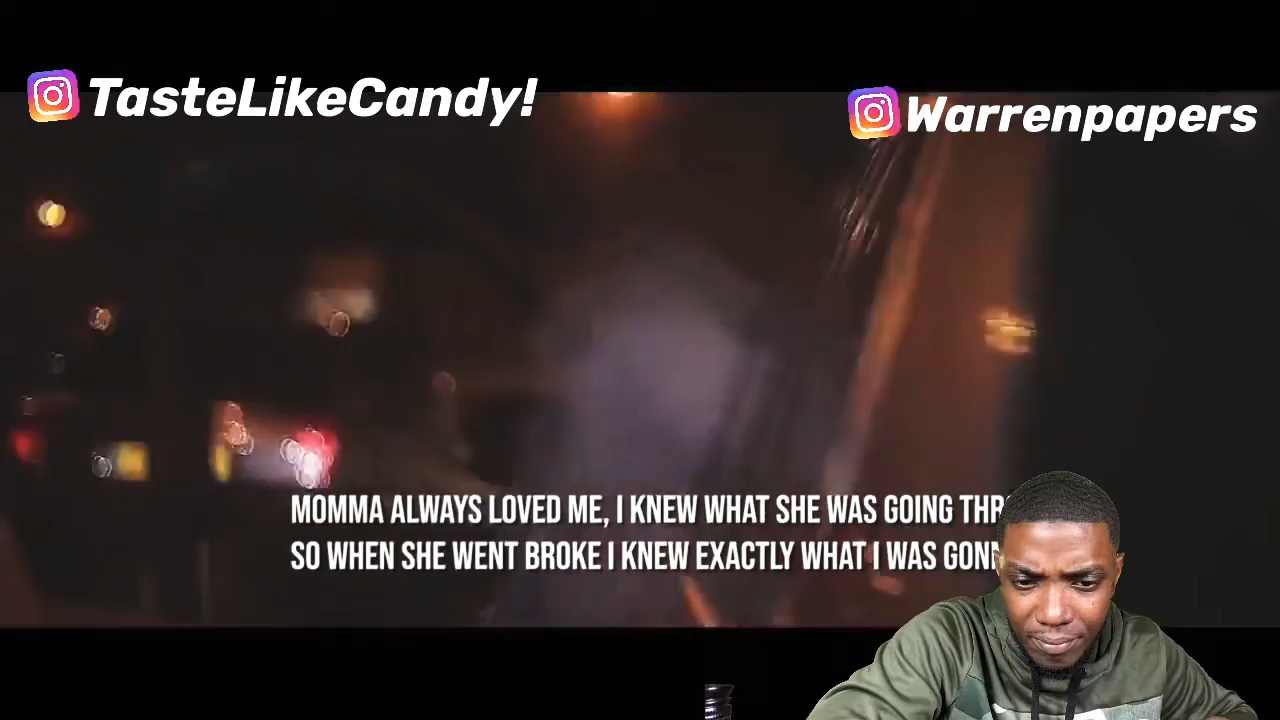 TasteLikeCandy!
Warrenpapers
MOMMA ALWAYS LOVED ME, I KNEW WHAT SHE WAS GOING
SO WHEN SHE WENT BROKE I KNEW EXACTLY WHAT I WAS